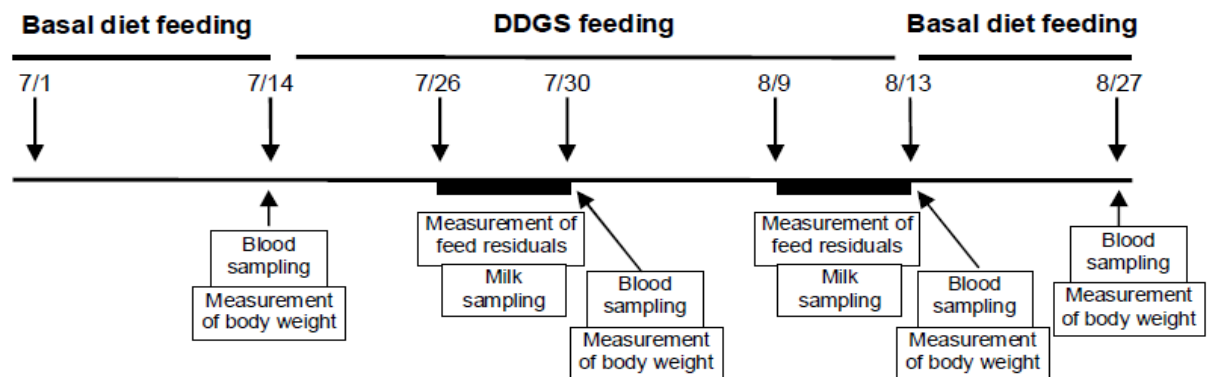 Basal diet feeding DDGS feeding Basal diet feeding
7/1 7/14 7/26 7/30 8/9 8/13 8/27
Blood
sampling
Measurement
of body weight
Measurement of
feed residuals
Milk
sampling
Blood
sampling
Measurement
of body weight
Measurement of
feed residuals
Milk
sampling
Blood
sampling
Measurement
of body weight
Blood
sampling
Measurement
of body weight